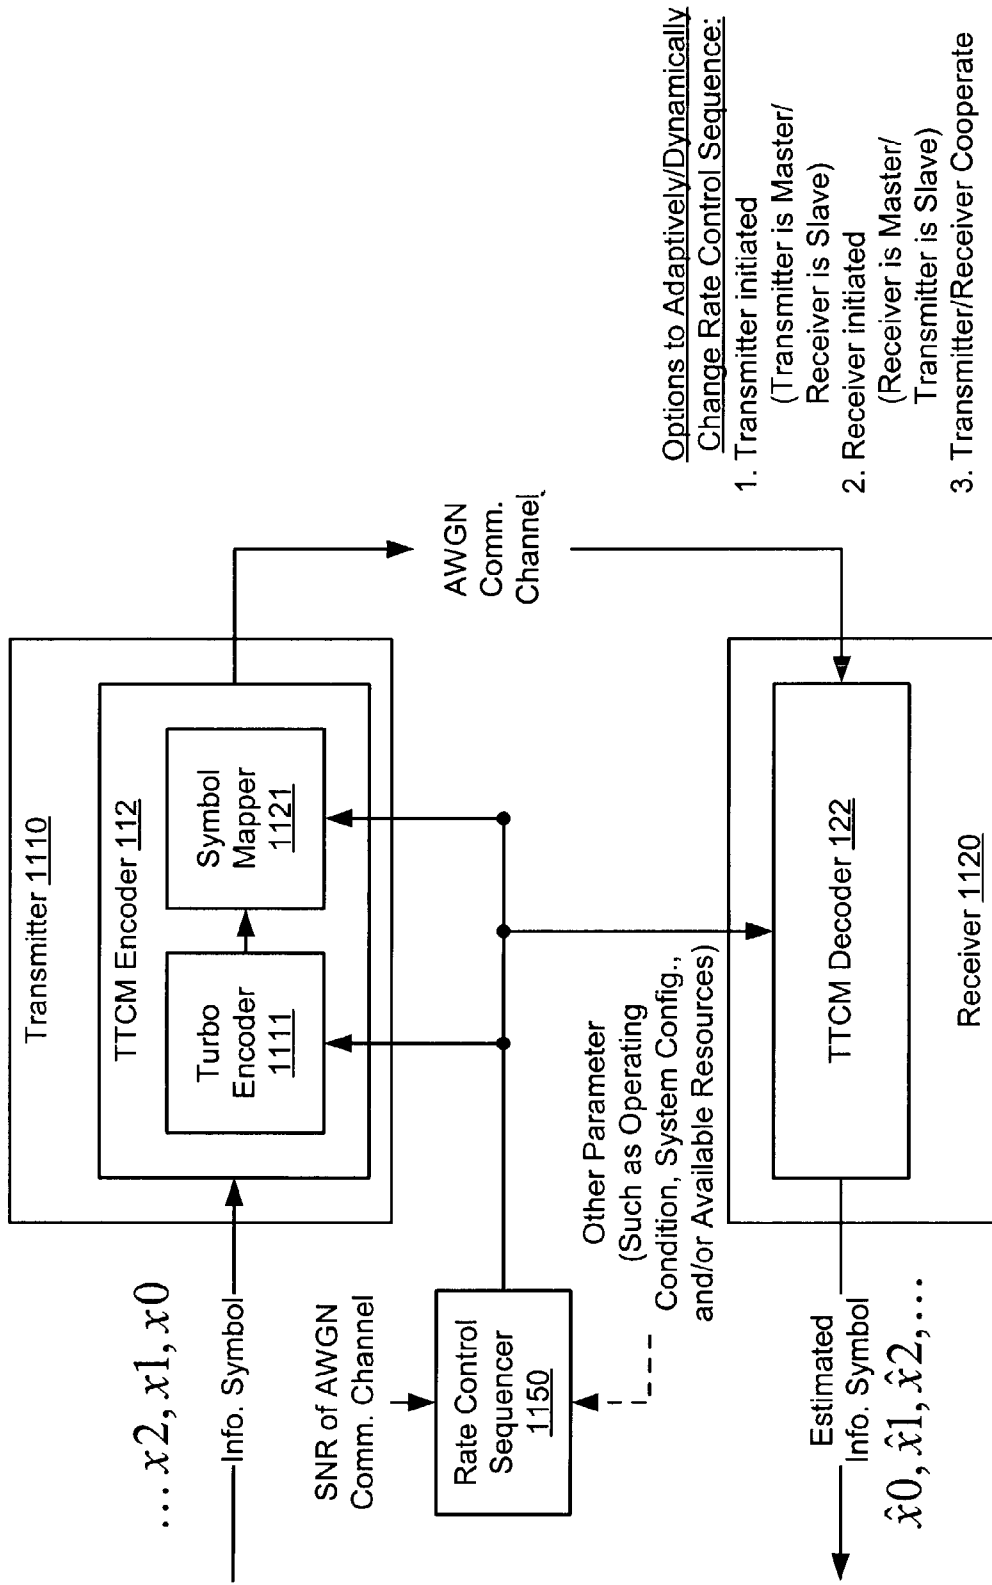 ... x2, x1, x0
Info. Symbol
Transmitter 1110
TTCM Encoder 112
Turbo
Encoder
1111
Symbol
Mapper
1121
AWGN
Comm.
Channel
SNR of AWGN
Comm. Channel
Rate Control
Sequencer
1150
Other Parameter
(Such as Operating
Condition, System Config.,
and/or Available Resources)
TTCM Decoder 122
Receiver 1120
Estimated
Info. Symbol
x̂0, x̂1, x̂2, ...
Options to Adaptively/Dynamically
Change Rate Control Sequence:
1. Transmitter initiated
(Transmitter is Master/
Receiver is Slave)
2. Receiver initiated
(Receiver is Master/
Transmitter is Slave)
3. Transmitter/Receiver Cooperate